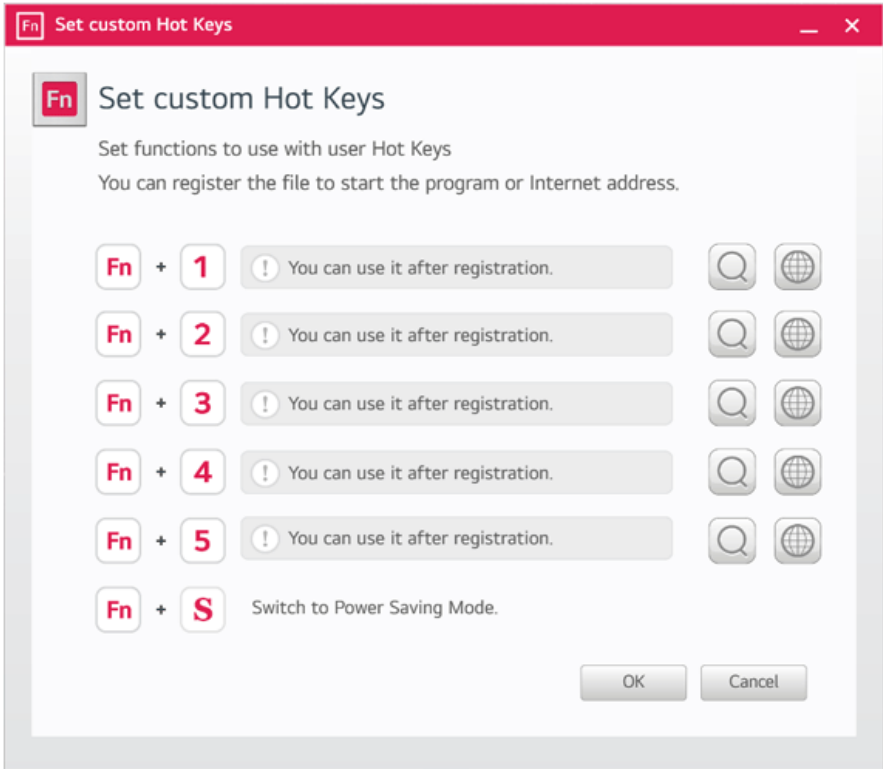 Fn Set custom Hot Keys
Fn Set custom Hot Keys
Set functions to use with user Hot Keys
You can register the file to start the program or Internet address.
Fn + 1 ! You can use it after registration.
Fn + 2 ! You can use it after registration.
Fn + 3 ! You can use it after registration.
Fn + 4 ! You can use it after registration.
Fn + 5 ! You can use it after registration.
Fn + S Switch to Power Saving Mode.
OK Cancel